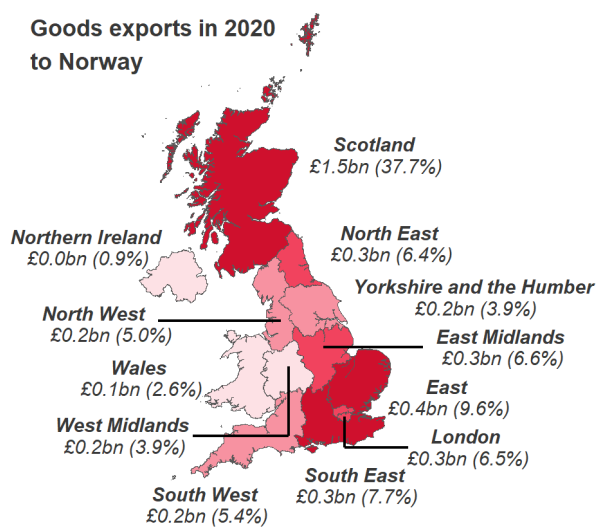 Goods exports in 2020
to Norway
Scotland
£1.5bn (37.7%)
Northern Ireland
£0.0bn (0.9%)
North East
£0.3bn (6.4%)
Yorkshire and the Humber
£0.2bn (3.9%)
North West
£0.2bn (5.0%)
East Midlands
£0.3bn (6.6%)
Wales
£0.1bn (2.6%)
East
£0.4bn (9.6%)
West Midlands
£0.2bn (3.9%)
London
£0.3bn (6.5%)
South East
£0.3bn (7.7%)
South West
£0.2bn (5.4%)